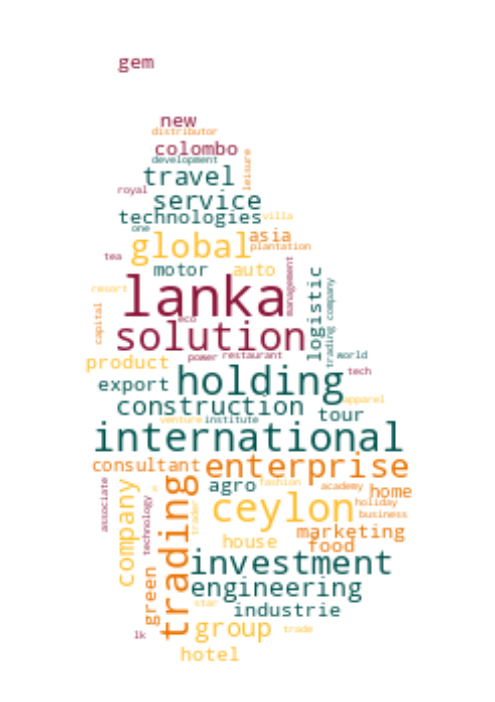 gem
new
distributor
colombo
development
leisure
travel
royal
service
technologies villa
one
global asia
plantation
tea
motor auto
management
resort
lanka
logistic
trading company
capital
eco
solution
power restaurant world
product
tech
export holding
construction apparel
tour
venture institute
international
consultant enterprise
associate
company
agro fashion academy home
technology
trading
trader
ceylon holiday
business
marketing
house food
investment
green
engineering
star industrie
lk group trade
hotel